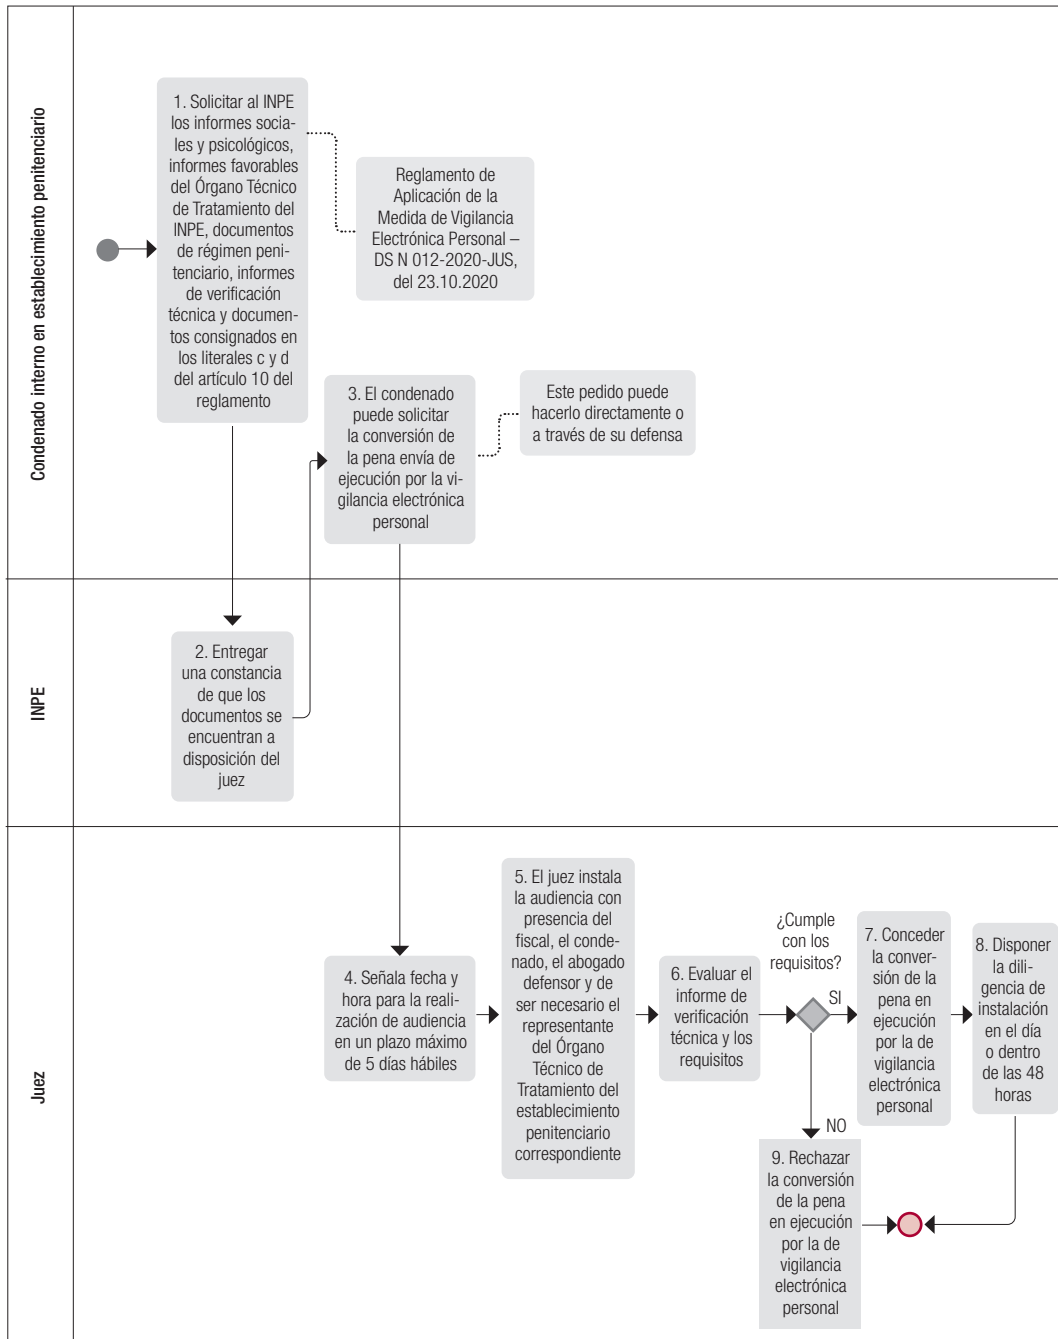 Condenado interno en establecimiento penitenciario
1. Solicitar al INPE
los informes socia-
les y psicológicos,
informes favorables
del Órgano Técnico
de Tratamiento del
INPE, documentos
de régimen peni-
tenciario, informes
de verificación
técnica y documen-
tos consignados en
los literales c y d
del artículo 10 del
reglamento
Reglamento de
Aplicación de la
Medida de Vigilancia
Electrónica Personal –
DS N 012-2020-JUS,
del 23.10.2020
3. El condenado
puede solicitar
la conversión de
la pena envía de
ejecución por la vi-
gilancia electrónica
personal
Este pedido puede
hacerlo directamente o
a través de su defensa
INPE
2. Entregar
una constancia
de que los
documentos se
encuentran a
disposición del
juez
Juez
4. Señala fecha y
hora para la reali-
zación de audiencia
en un plazo máximo
de 5 días hábiles
5. El juez instala
la audiencia con
presencia del
fiscal, el conde-
nado, el abogado
defensor y de
ser necesario el
representante
del Órgano
Técnico de
Tratamiento del
establecimiento
penitenciario
correspondiente
6. Evaluar el
informe de
verificación
técnica y los
requisitos
¿Cumple
con los
requisitos?
SI
NO
7. Conceder
la conver-
sión de la
pena en
ejecución
por la de
vigilancia
electrónica
personal
8. Disponer
la dili-
gencia de
instalación
en el día
o dentro
de las 48
horas
9. Rechazar
la conversión
de la pena
en ejecución
por la de
vigilancia
electrónica
personal